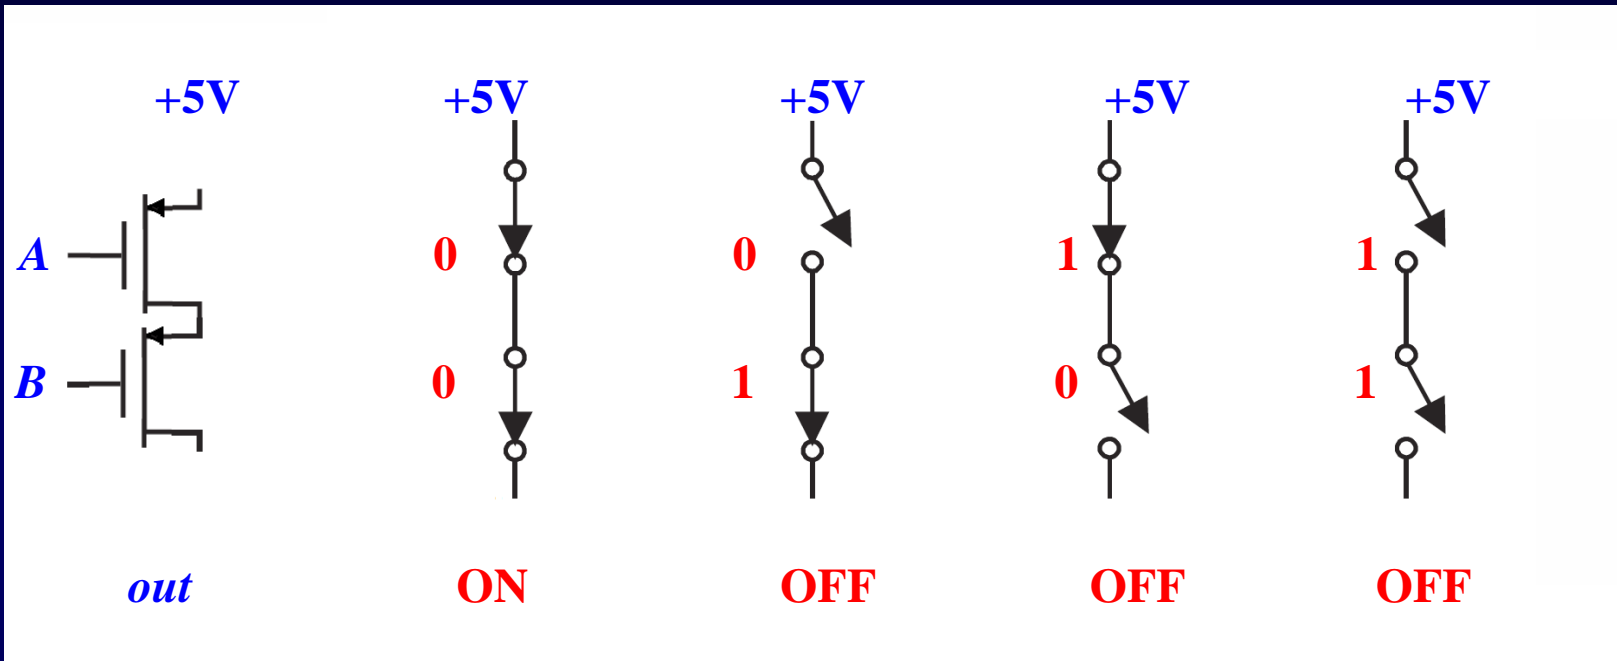 +5V +5V +5V +5V +5V
A 0 0 1 1
B 0 1 0 1
out ON OFF OFF OFF